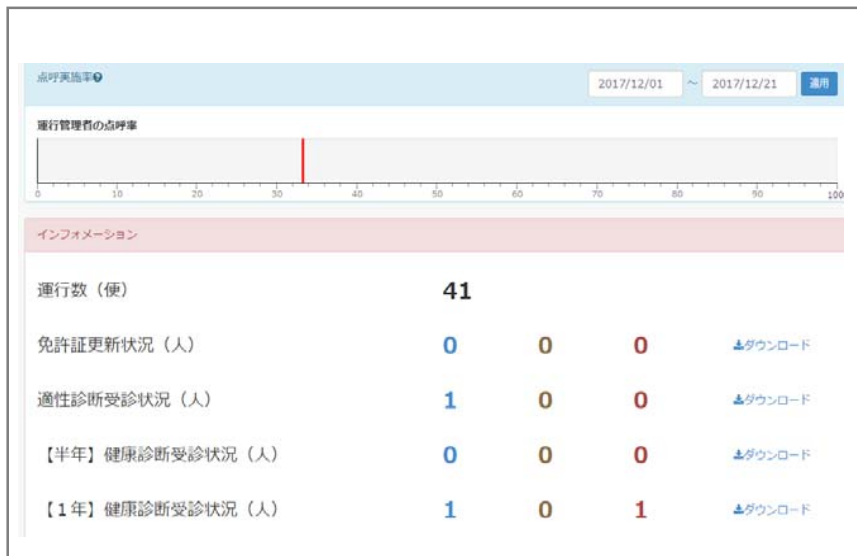 点呼実施率? 2017/12/01 ~ 2017/12/21 適用
運行管理者の点呼率
0 10 20 30 40 50 60 70 80 90 100
インフォメーション
運行数（便） 41
免許証更新状況（人） 0 0 0 ダウンロード
適性診断受診状況（人） 1 0 0 ダウンロード
【半年】健康診断受診状況（人） 0 0 0 ダウンロード
【1年】健康診断受診状況（人） 1 0 1 ダウンロード